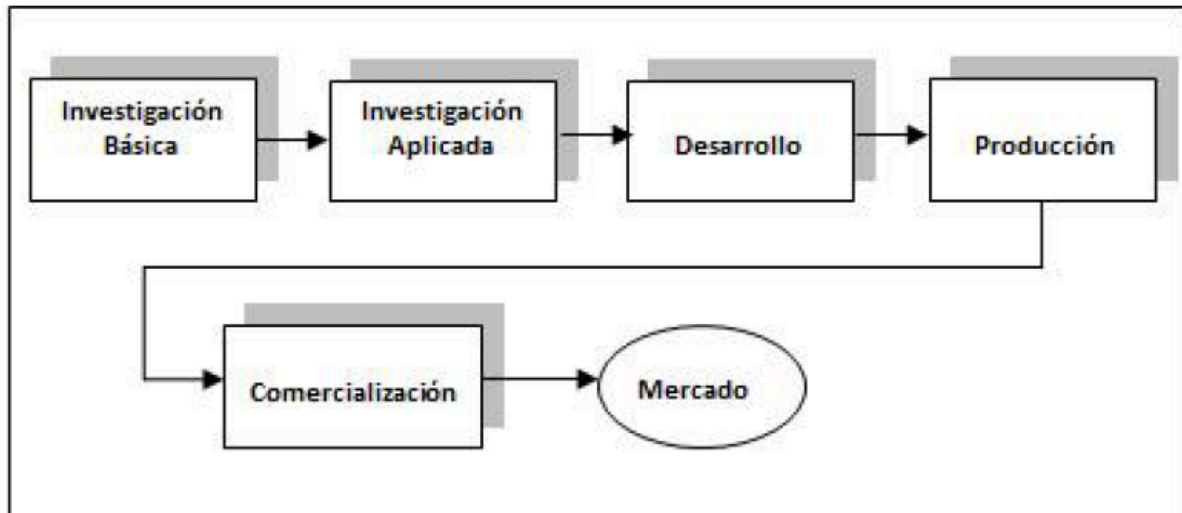 Investigación
Básica
Investigación
Aplicada
Desarrollo
Producción
Comercialización
Mercado